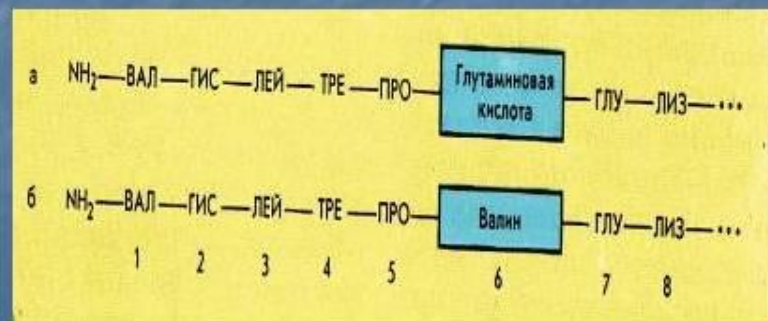 а NH2—ВАЛ—ГИС—ЛЕЙ—ТРЕ—ПРО—Глутаминовая кислота—ГЛУ—ЛИЗ—...
б NH2—ВАЛ—ГИС—ЛЕЙ—ТРЕ—ПРО—Валин—ГЛУ—ЛИЗ—...
1 2 3 4 5 6 7 8